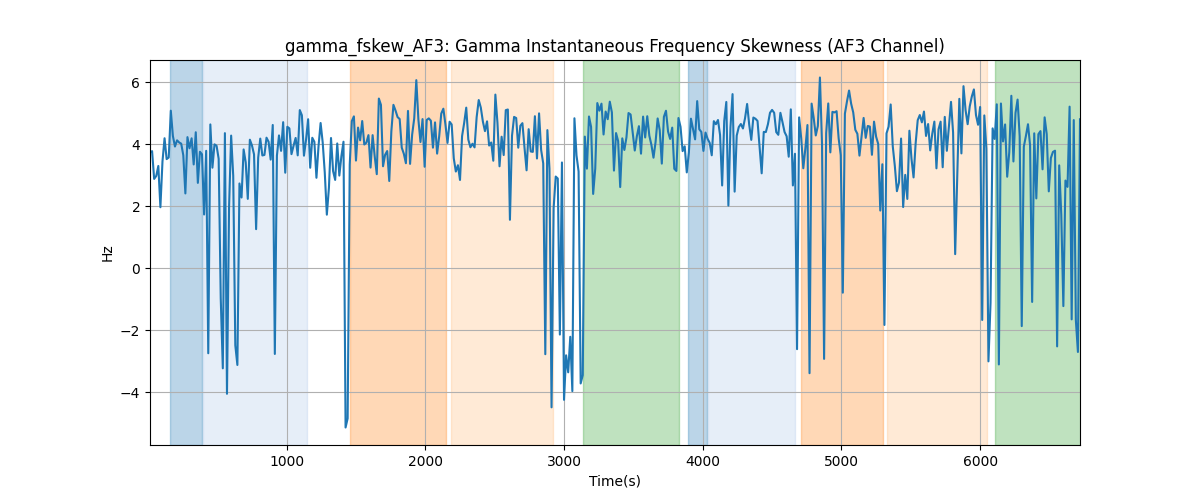 gamma_fskew_AF3: Gamma Instantaneous Frequency Skewness (AF3 Channel)
6
4
2
0
−2
−4
Hz
1000 2000 3000 4000 5000 6000
Time(s)